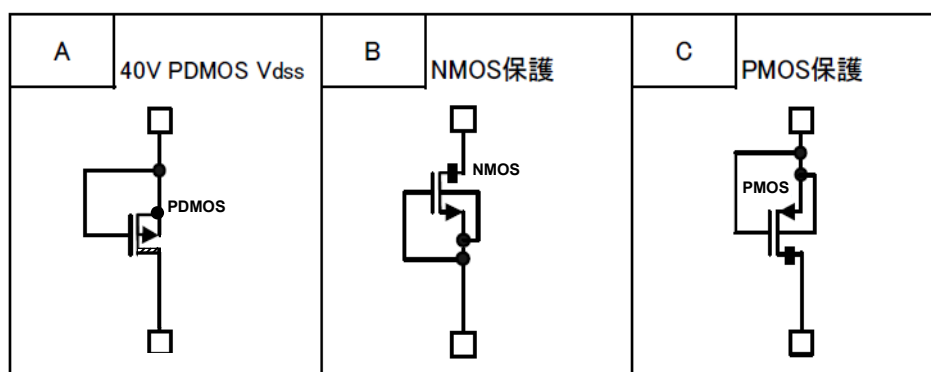 A
40V PDMOS Vdss
PDMOS
B
NMOS保護
NMOS
C
PMOS保護
PMOS